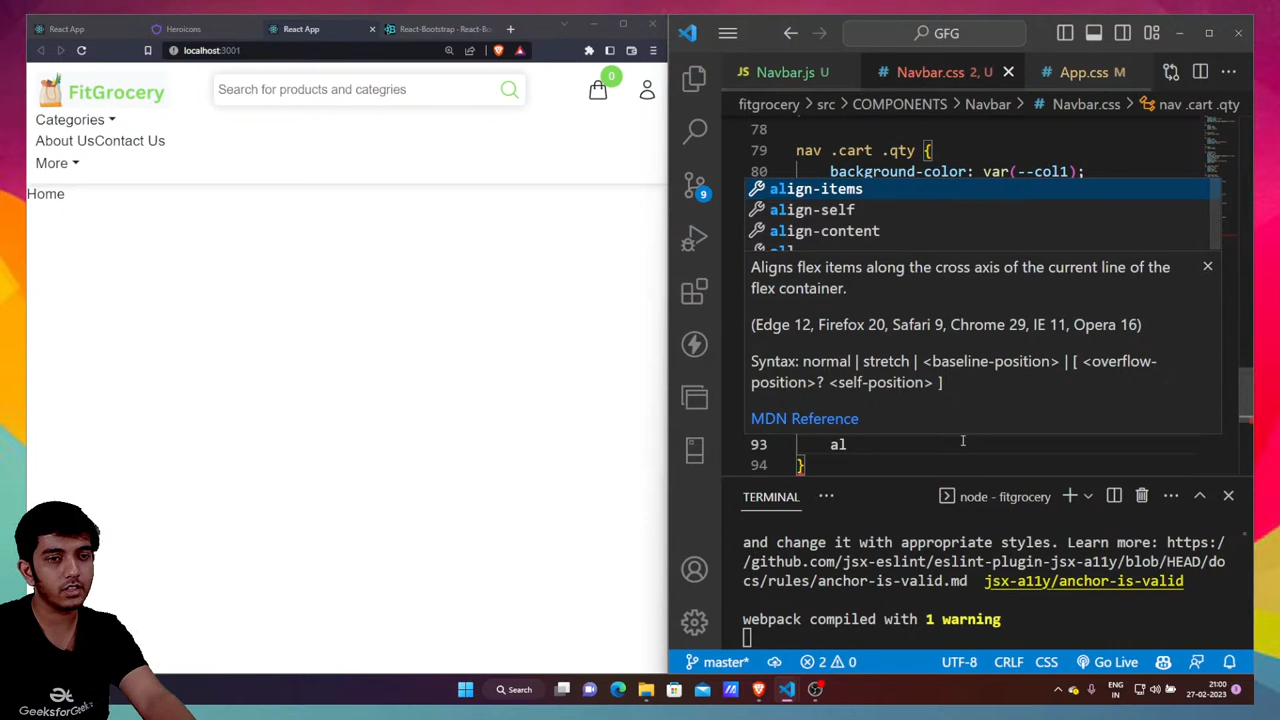 React App
Heroicons
React App
React-Bootstrap - React-Bo
localhost:3001
FitGrocery
Search for products and categries
0
Categories
About UsContact Us
More
Home
GFG
JS Navbar.js M
# Navbar.css 2, U
# App.css M
fitgrocery > src > COMPONENTS > Navbar > # Navbar.css > nav .cart .qty
78
79 nav .cart .qty {
80 background-color: var(--col1);
align-items
align-self
align-content
all
Aligns flex items along the cross axis of the current line of the
flex container.
(Edge 12, Firefox 20, Safari 9, Chrome 29, IE 11, Opera 16)
Syntax: normal | stretch | <baseline-position> | [ <overflow-
position>? <self-position> ]
MDN Reference
93 al
94 }
9
TERMINAL
node - fitgrocery
and change it with appropriate styles. Learn more: https:/
/github.com/jsx-eslint/eslint-plugin-jsx-a11y/blob/HEAD/do
cs/rules/anchor-is-valid.md jsx-a11y/anchor-is-valid
webpack compiled with 1 warning
master* 2 0 UTF-8 CRLF CSS Go Live
Search
ENG
IN
21:00
27-02-2023
GeeksforGeek